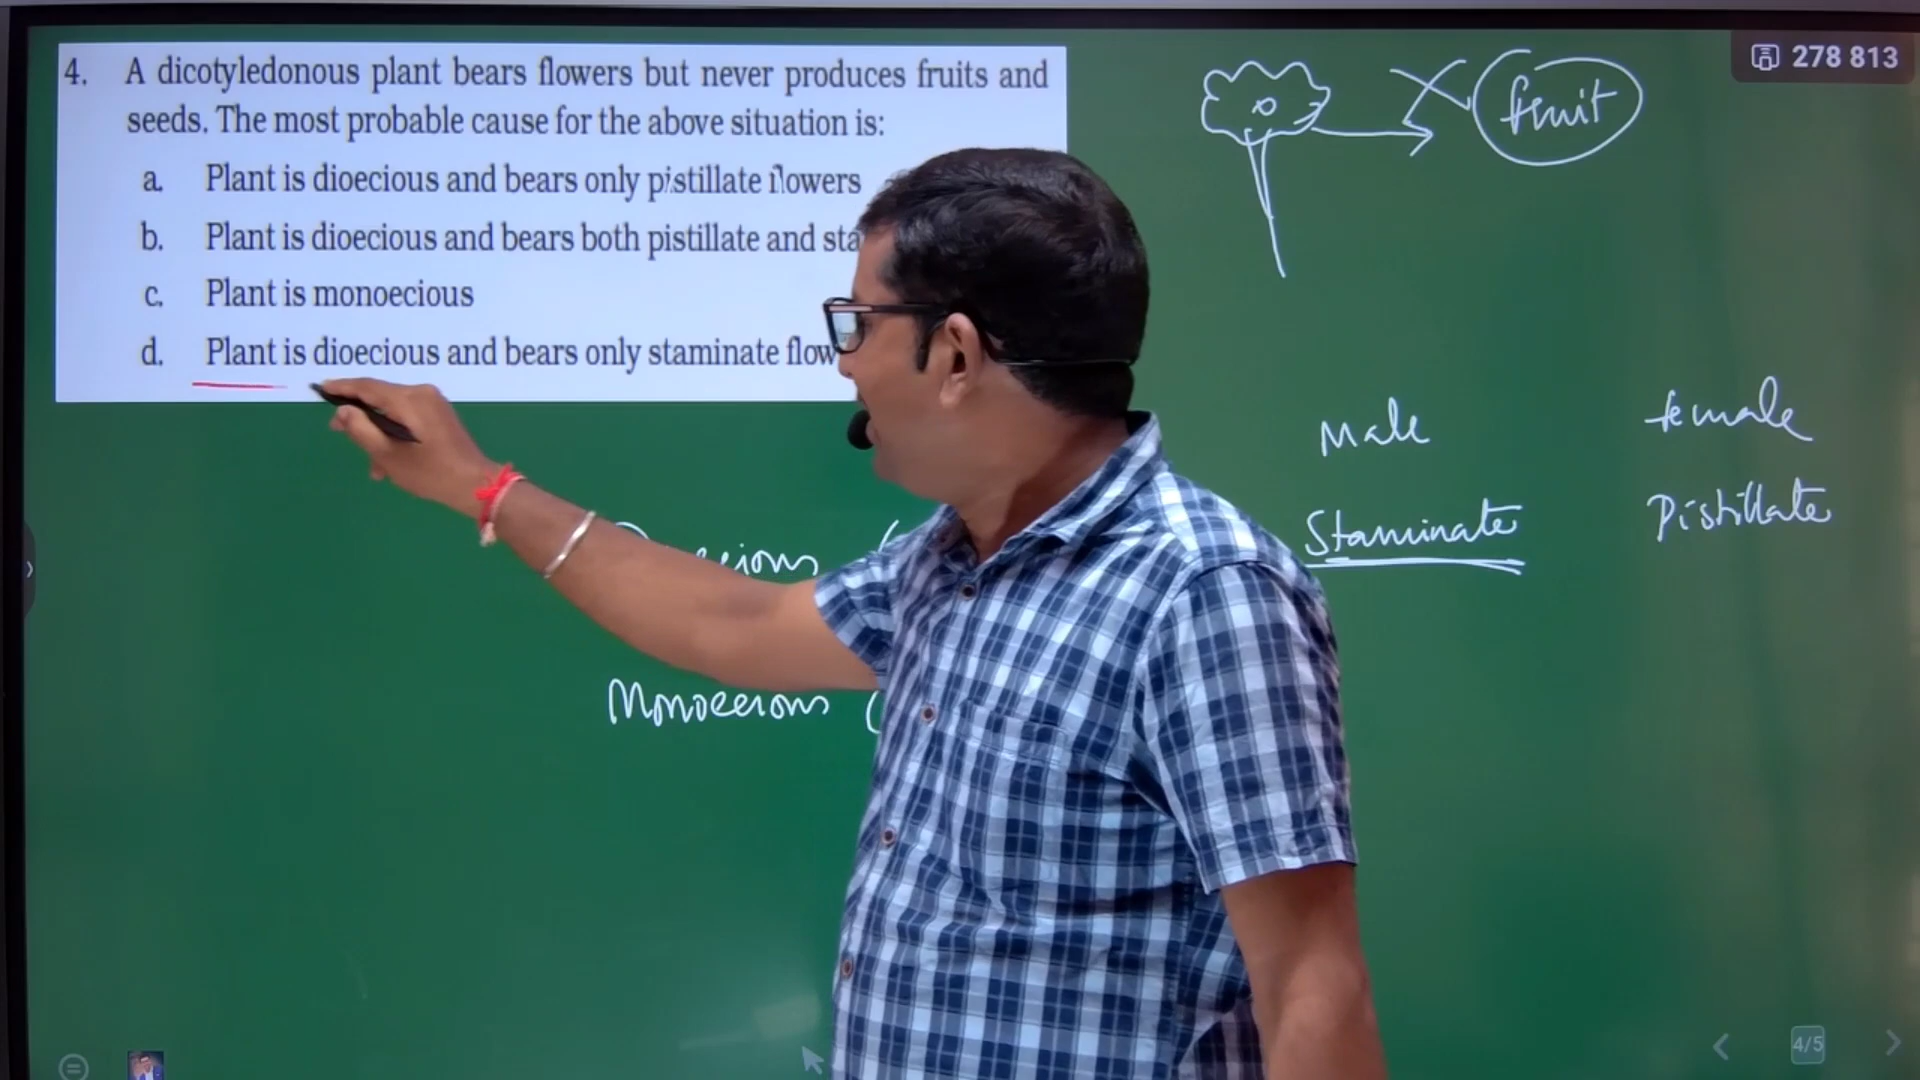 4. A dicotyledonous plant bears flowers but never produces fruits and
seeds. The most probable cause for the above situation is:
a. Plant is dioecious and bears only pistillate flowers
b. Plant is dioecious and bears both pistillate and sta
c. Plant is monoecious
d. Plant is dioecious and bears only staminate flow
278 813
fruit
Male female
Staminate Pistillate
Monoecious (
4/5